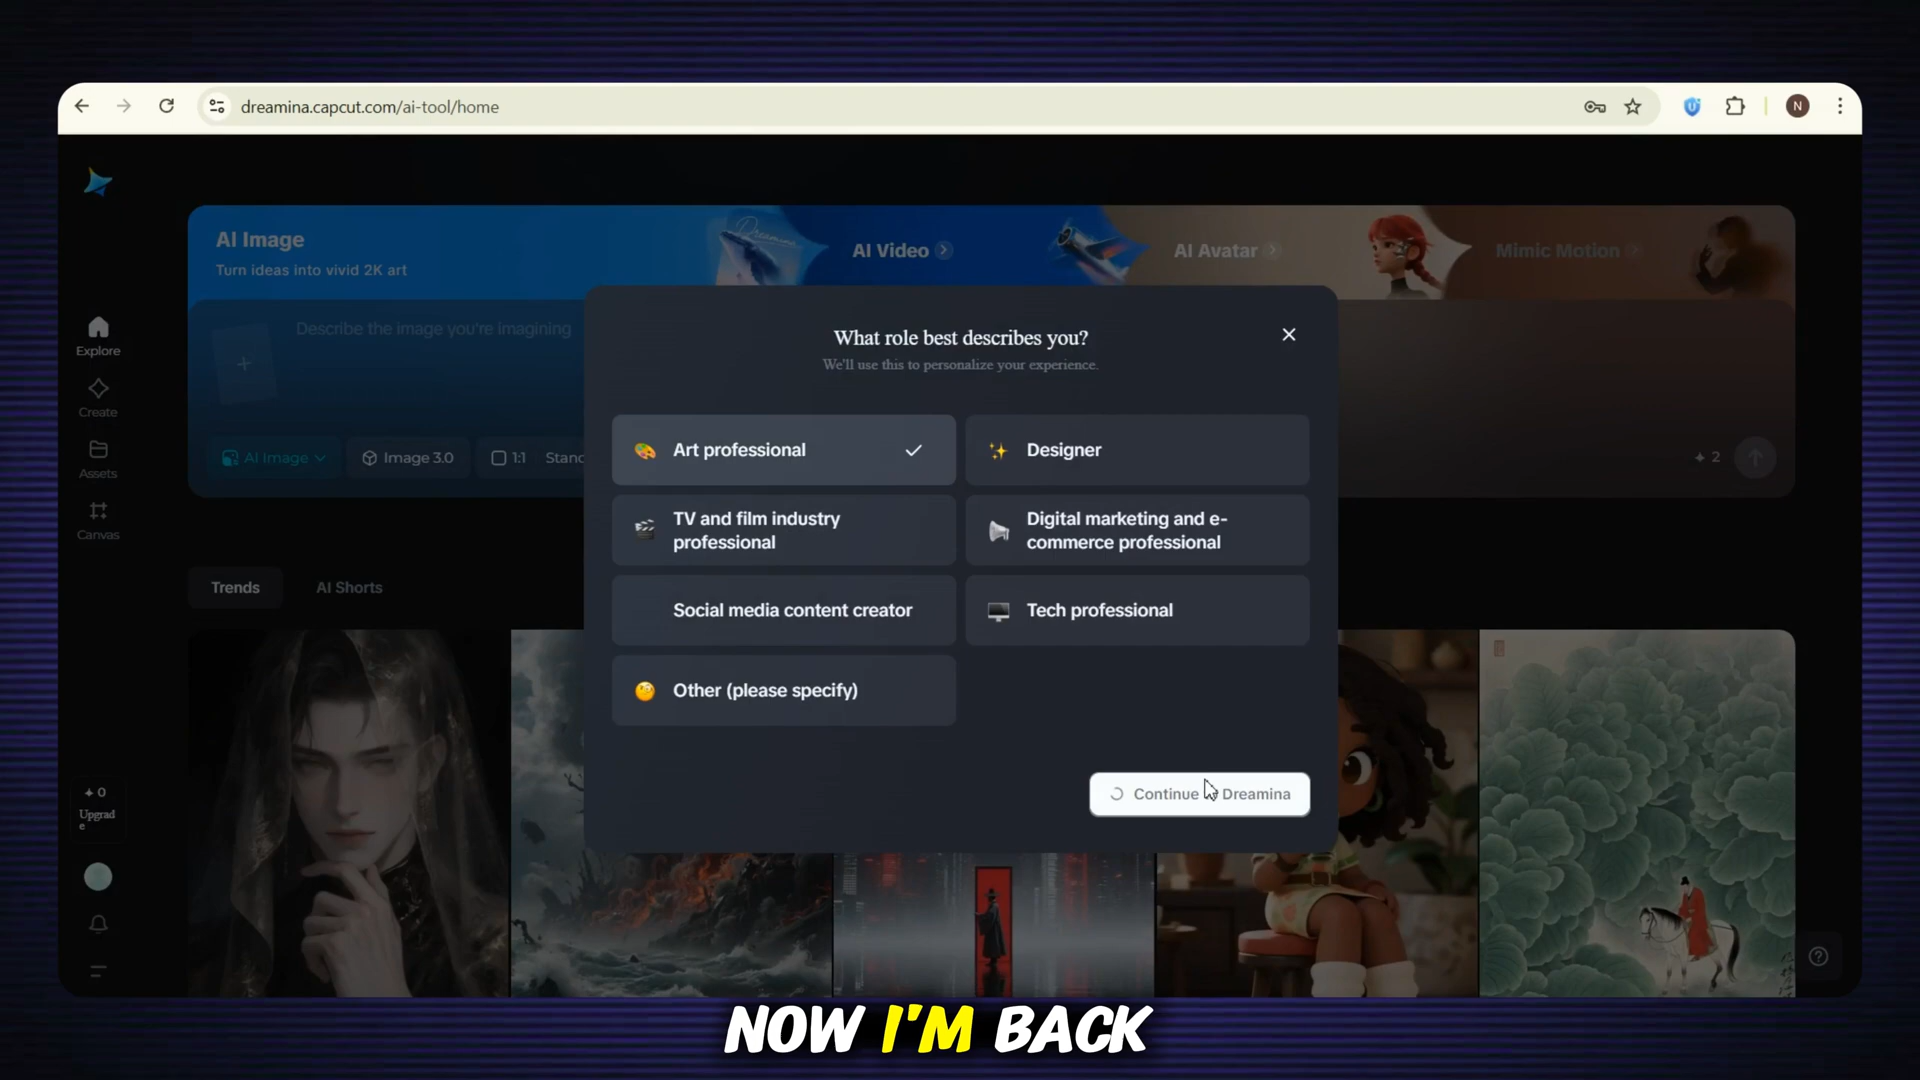 dreamina.capcut.com/ai-tool/home
N
AI Image
Turn ideas into vivid 2K art
AI Video
AI Avatar
Mimic Motion
Describe the image you're imagining
AI Image
Image 3.0
1:1
Stand
2
Explore
Create
Assets
Canvas
0
Upgrad
e
Trends
AI Shorts
What role best describes you?
We'll use this to personalize your experience.
Art professional
Designer
TV and film industry
professional
Digital marketing and e-
commerce professional
Social media content creator
Tech professional
Other (please specify)
Continue Dreamina
NOW I'M BACK